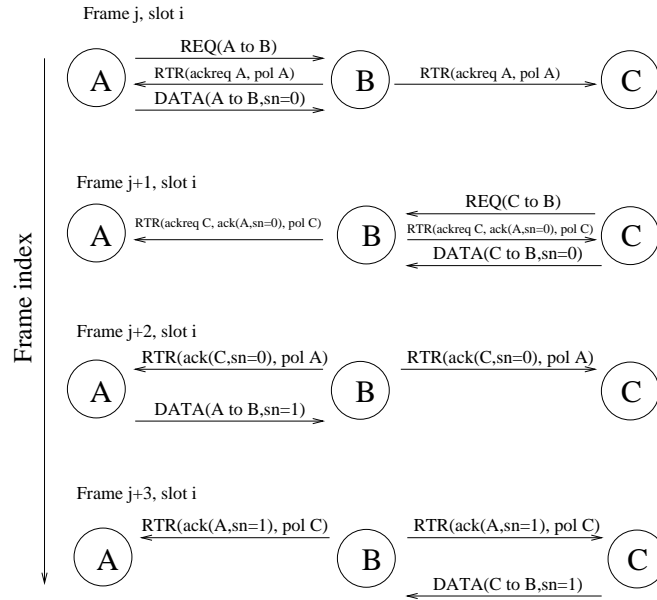 Frame j, slot i
REQ(A to B)
A
RTR(ackreq A, pol A)
B
RTR(ackreq A, pol A)
C
DATA(A to B,sn=0)
Frame j+1, slot i
REQ(C to B)
A
RTR(ackreq C, ack(A,sn=0), pol C)
B
RTR(ackreq C, ack(A,sn=0), pol C)
C
DATA(C to B,sn=0)
Frame index
Frame j+2, slot i
RTR(ack(C,sn=0), pol A)
RTR(ack(C,sn=0), pol A)
A
B
C
DATA(A to B,sn=1)
Frame j+3, slot i
RTR(ack(A,sn=1), pol C)
RTR(ack(A,sn=1), pol C)
A
B
C
DATA(C to B,sn=1)